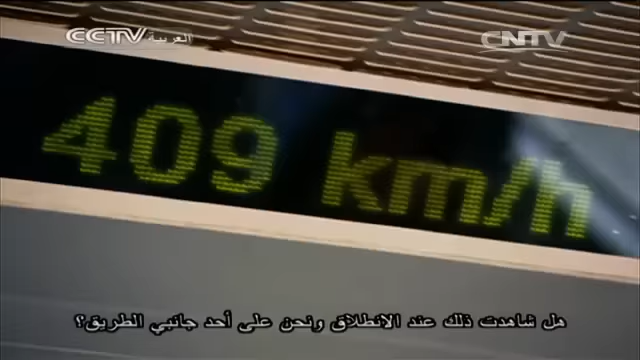 CCTV العربية
CNTV
409 km/h
هل شاهدت ذلك عند الانطلاق ونحن على أحد جانبي الطريق؟